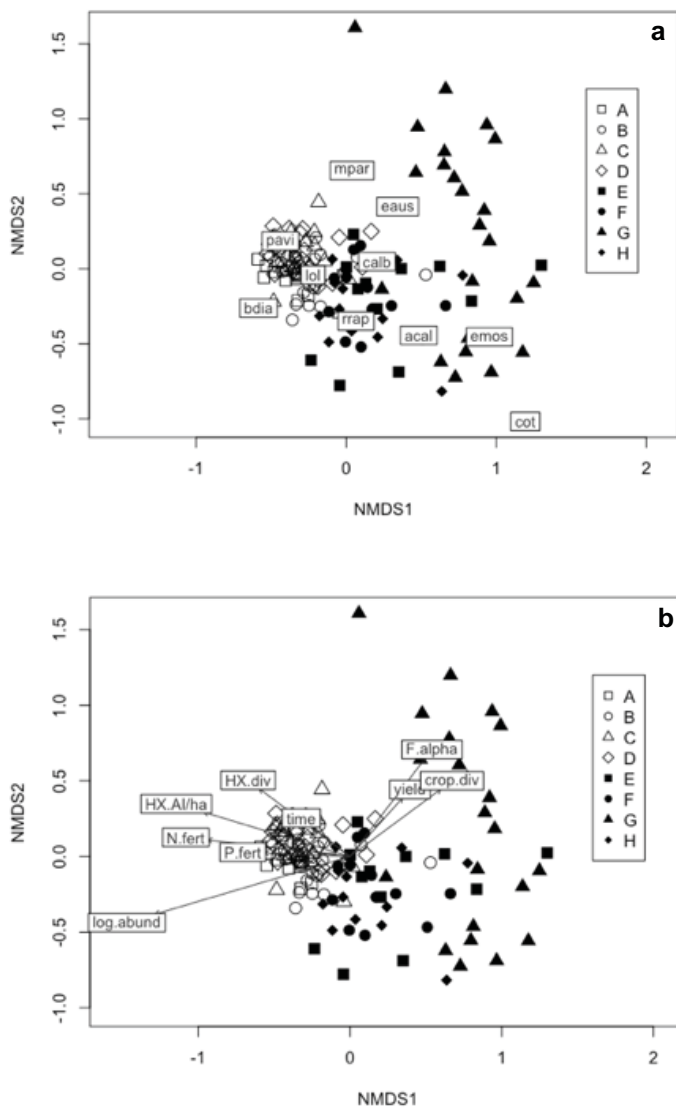 a
1.5
1.0
0.5
0.0
-0.5
-1.0
NMDS2
A
B
C
D
E
F
G
H
mpar
eaus
pavi
calb
lol
bdia
rrap
acal
emos
cot
-1
0
1
2
NMDS1
b
1.5
1.0
0.5
0.0
-0.5
-1.0
NMDS2
A
B
C
D
E
F
G
H
F.alpha
HX.div
yield
crop.div
HX.AI/ha
time
N.fert
P.fert
log.abund
-1
0
1
2
NMDS1